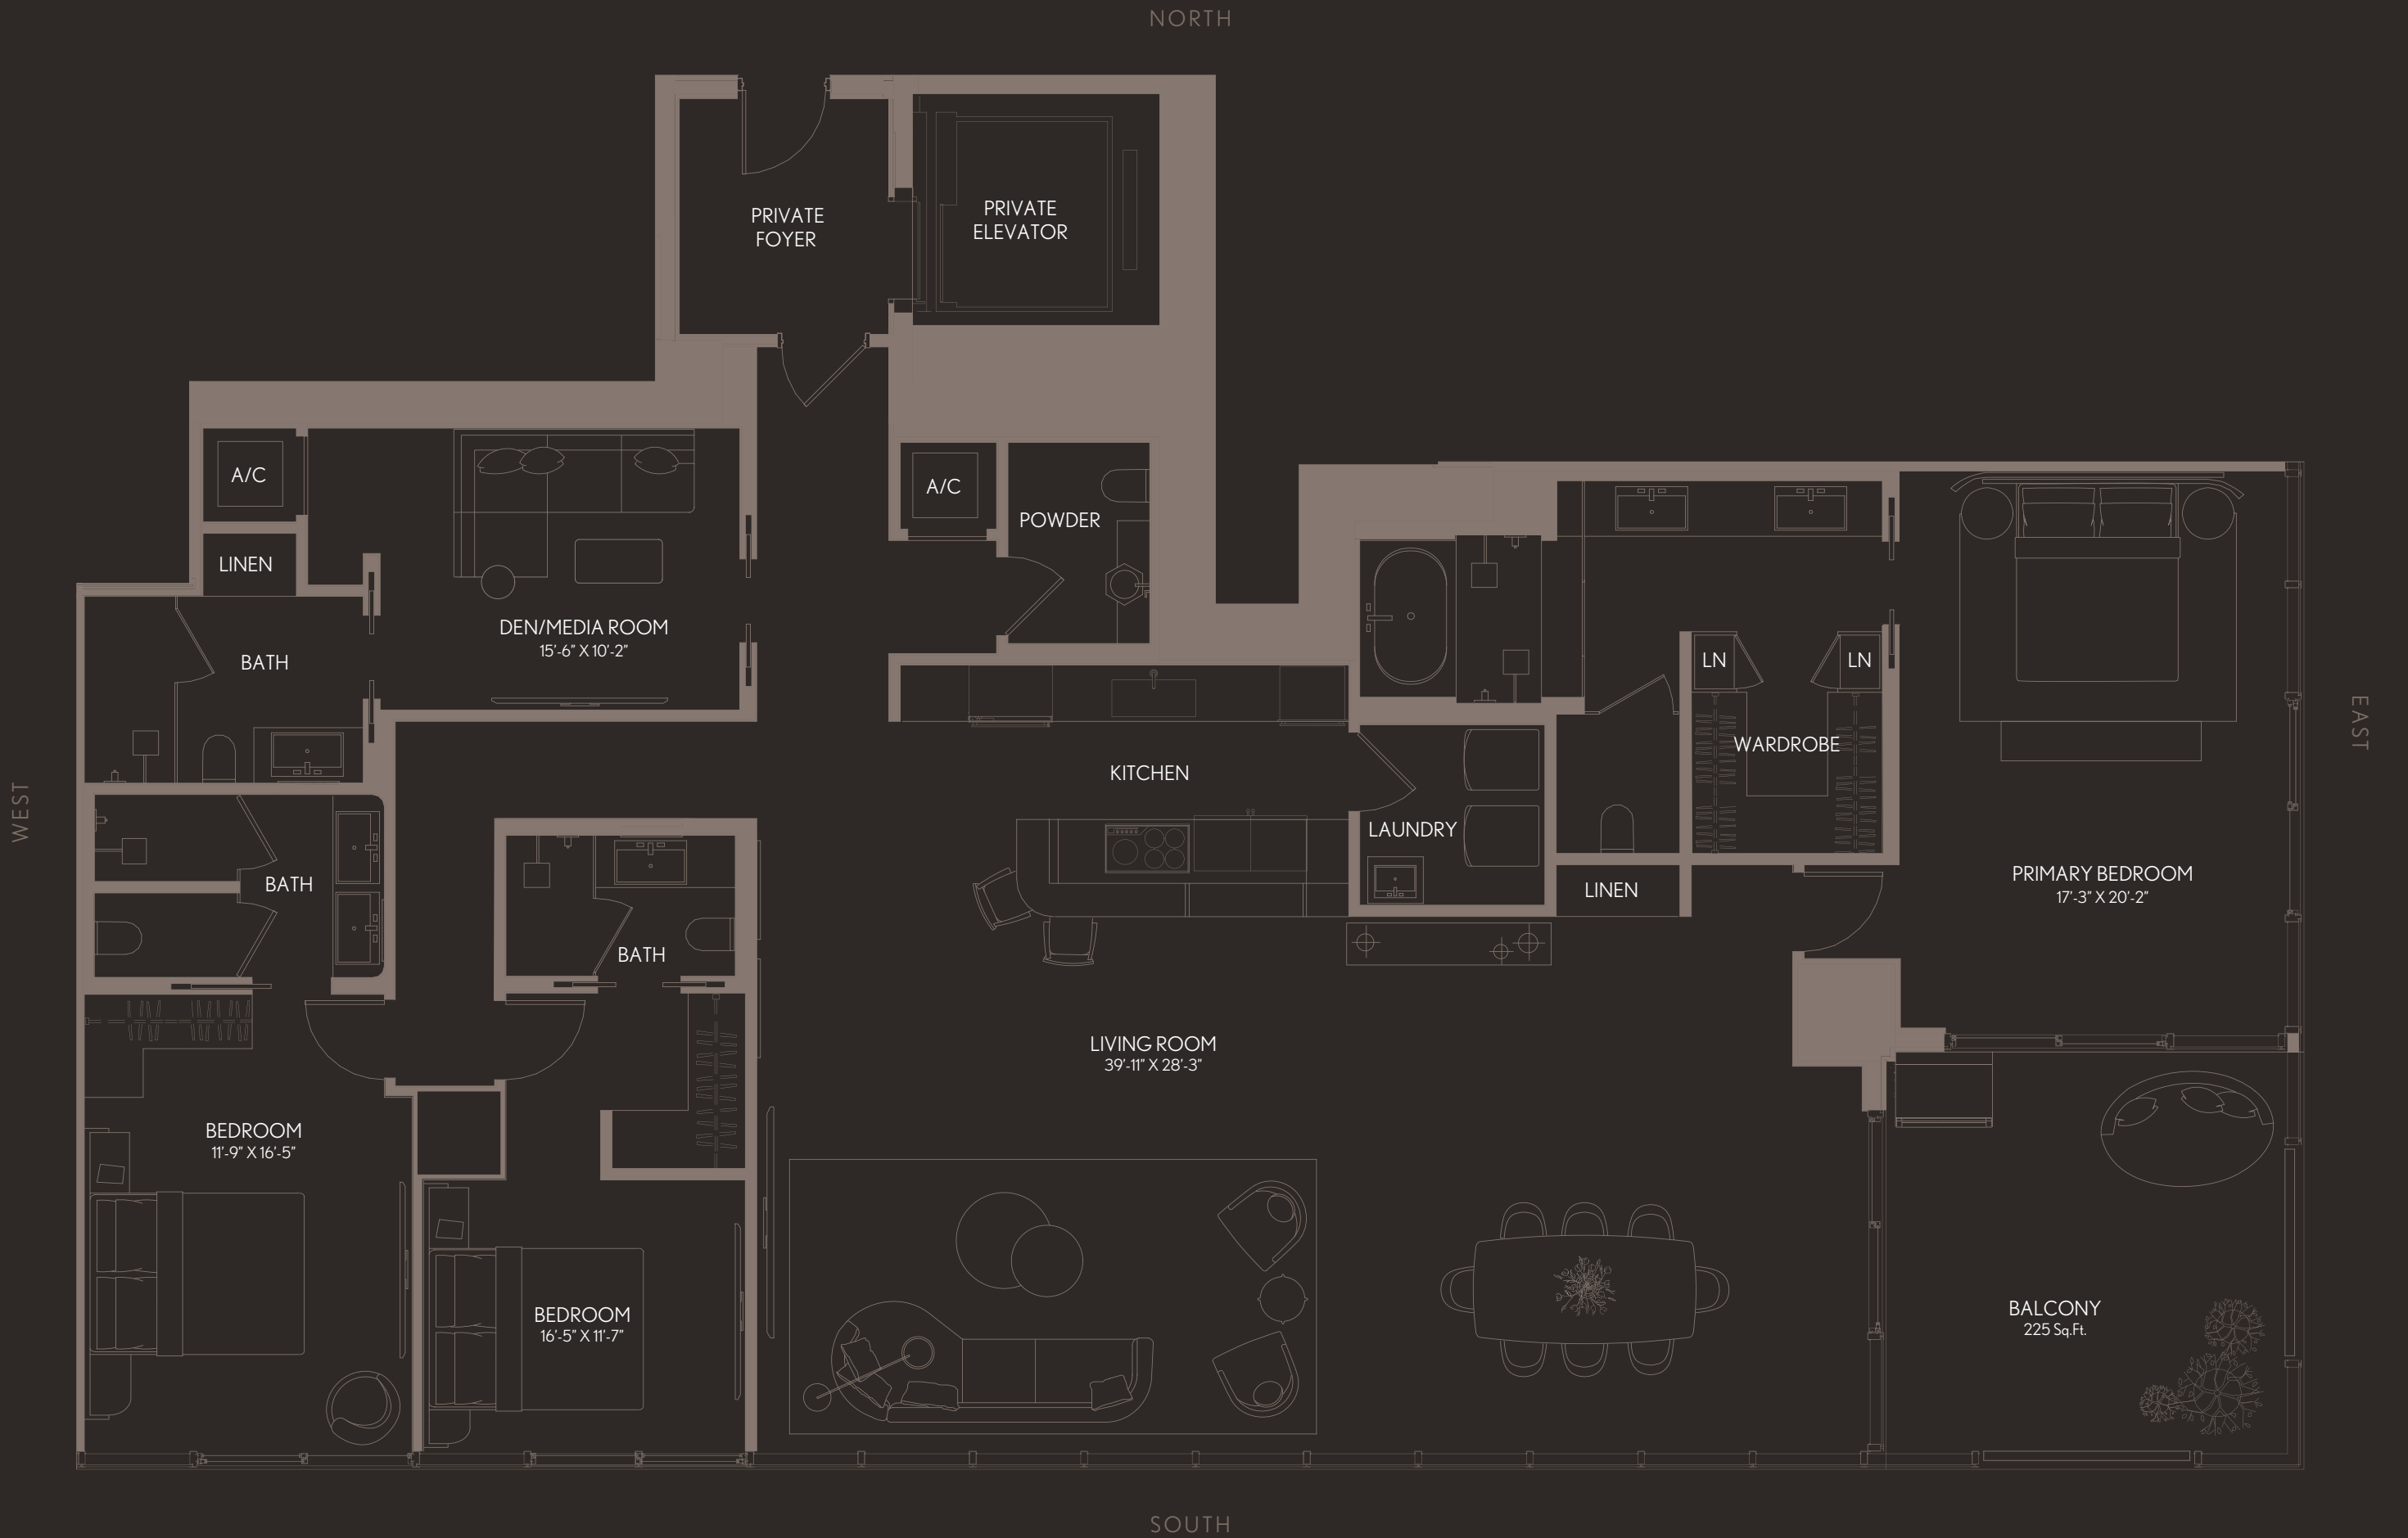 NORTH
PRIVATE
FOYER
PRIVATE
ELEVATOR
A/C
A/C
POWDER
LINEN
DEN/MEDIA ROOM
15'-6" X 10'-2"
BATH
LN
LN
WARDROBE
EAST
WEST
KITCHEN
LAUNDRY
LINEN
PRIMARY BEDROOM
17'-3" X 20'-2"
BATH
BATH
LIVING ROOM
39'-11" X 28'-3"
BEDROOM
11'-9" X 16'-5"
BEDROOM
16'-5" X 11'-7"
BALCONY
225 Sq.Ft.
SOUTH